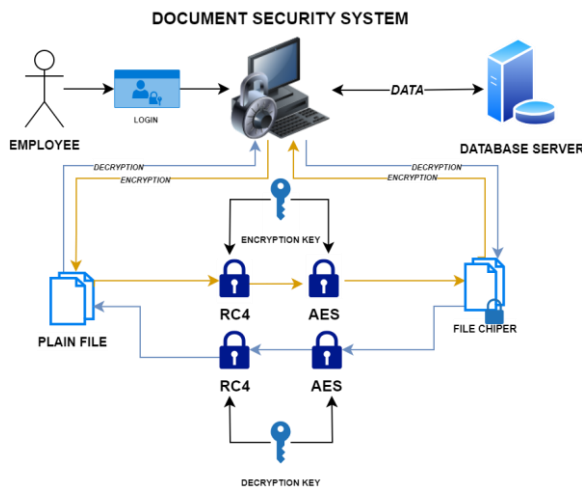 DOCUMENT SECURITY SYSTEM
DATA
LOGIN
EMPLOYEE
DATABASE SERVER
DECRYPTION
ENCRYPTION
DECRYPTION
ENCRYPTION
ENCRYPTION KEY
RC4
AES
PLAIN FILE
FILE CHIPER
RC4
AES
DECRYPTION KEY